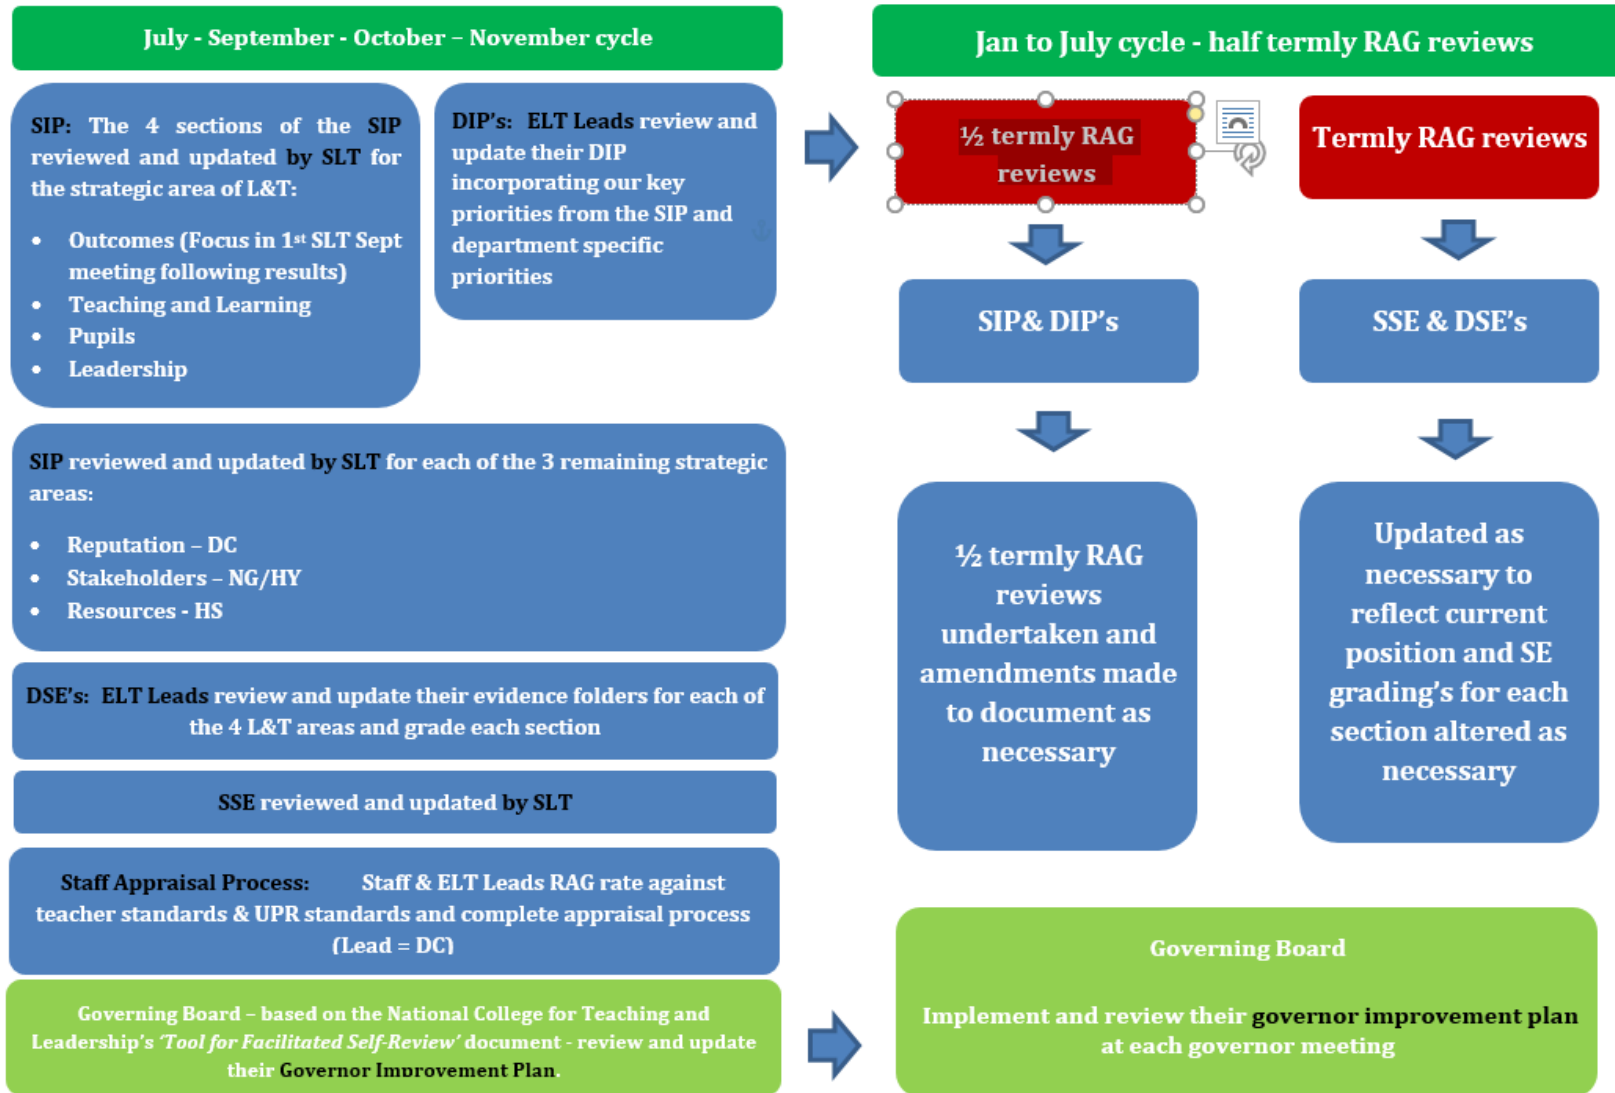 July - September - October – November cycle
SIP: The 4 sections of the SIP
reviewed and updated by SLT for
the strategic area of L&T:
• Outcomes (Focus in 1st SLT Sept
meeting following results)
• Teaching and Learning
• Pupils
• Leadership
DIP's: ELT Leads review and
update their DIP
incorporating our key
priorities from the SIP and
department specific
priorities
SIP reviewed and updated by SLT for each of the 3 remaining strategic
areas:
• Reputation – DC
• Stakeholders – NG/HY
• Resources - HS
DSE's: ELT Leads review and update their evidence folders for each of
the 4 L&T areas and grade each section
SSE reviewed and updated by SLT
Staff Appraisal Process: Staff & ELT Leads RAG rate against
teacher standards & UPR standards and complete appraisal process
(Lead = DC)
Governing Board – based on the National College for Teaching and
Leadership's 'Tool for Facilitated Self-Review' document - review and update
their Governor Improvement Plan.
Jan to July cycle - half termly RAG reviews
½ termly RAG
reviews
SIP& DIP's
½ termly RAG
reviews
undertaken and
amendments made
to document as
necessary
Termly RAG reviews
SSE & DSE's
Updated as
necessary to
reflect current
position and SE
grading's for each
section altered as
necessary
Governing Board
Implement and review their governor improvement plan
at each governor meeting